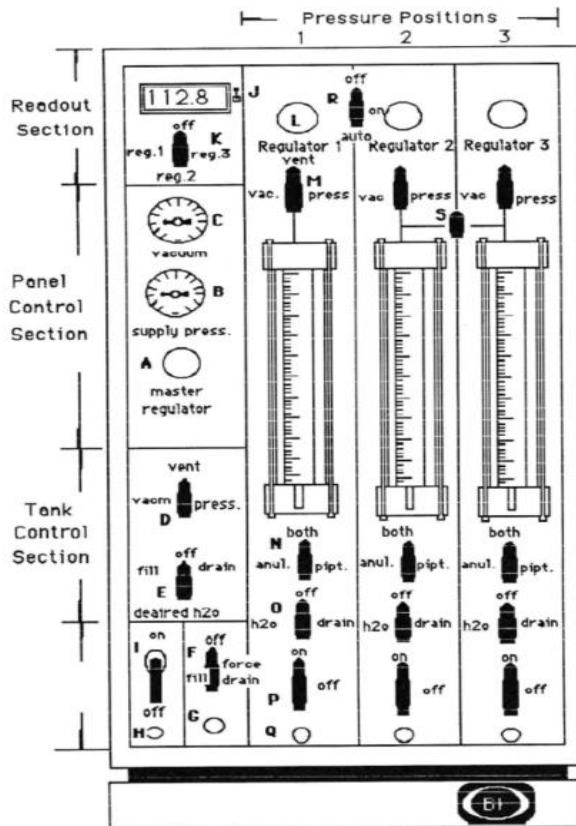 Pressure Positions
1 2 3
Readout
Section
112.8
J
off
K
reg.1 reg.3
reg.2
off
R
on
auto
L
Regulator 1
Regulator 2
Regulator 3
vent
M
vac. press
vac press
vac press
S
Panel
Control
Section
C
vacuum
B
supply press.
A
master
regulator
Tank
Control
Section
vent
vacm press.
D
off
fill drain
E
deaired h2o
N
both
anul. pipt.
both
anul. pipt.
both
anul. pipt.
O
off
h2o drain
off
h2o drain
off
h2o drain
on
I
off
H
off
F
force
fill drain
G
on
P
off
Q
on
off
on
off
BI